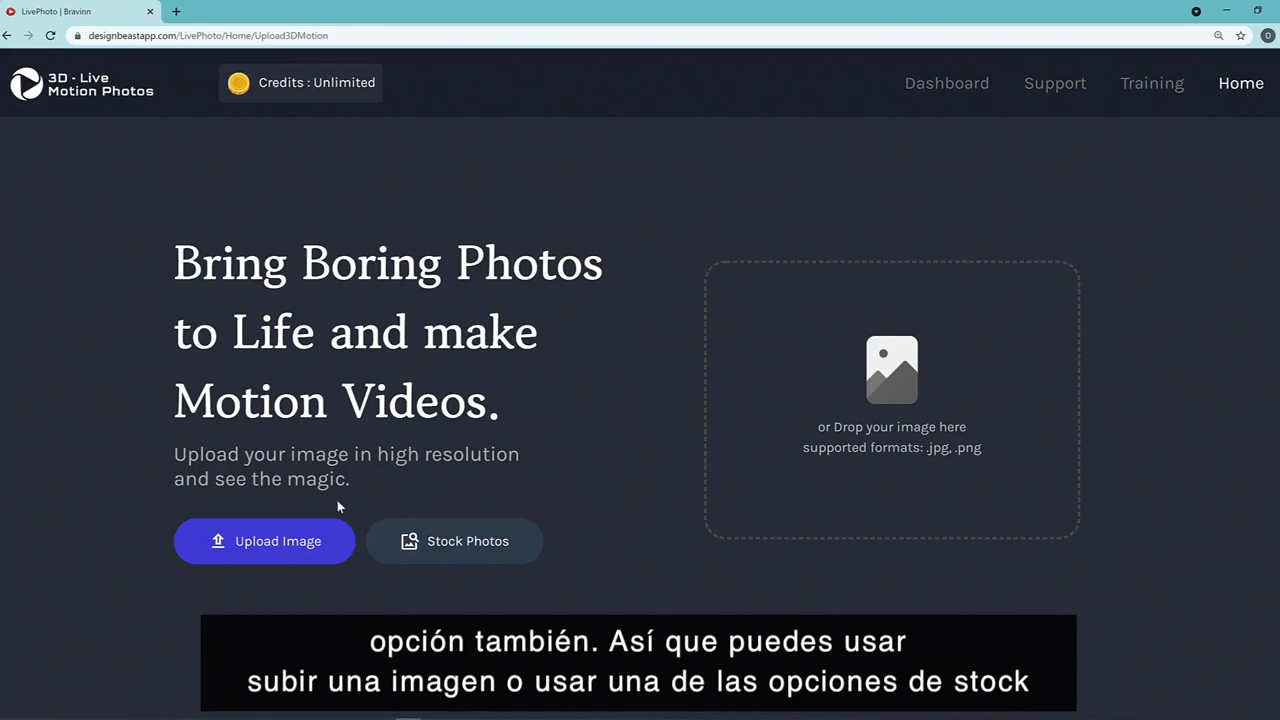 LivePhoto | Bravinn
designbeastapp.com/LivePhoto/Home/Upload3DMotion
O
3D - Live
Motion Photos
Credits : Unlimited
Dashboard
Support
Training
Home
Bring Boring Photos
to Life and make
Motion Videos.
Upload your image in high resolution
and see the magic.
Upload Image
Stock Photos
or Drop your image here
supported formats: .jpg, .png
opción también. Así que puedes usar
subir una imagen o usar una de las opciones de stock